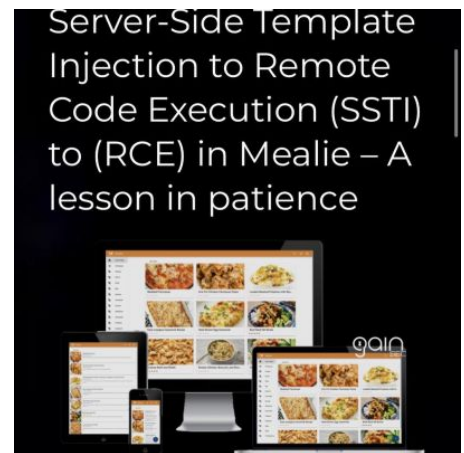 Server-Side Template
Injection to Remote
Code Execution (SSTI)
to (RCE) in Mealie – A
lesson in patience
gain